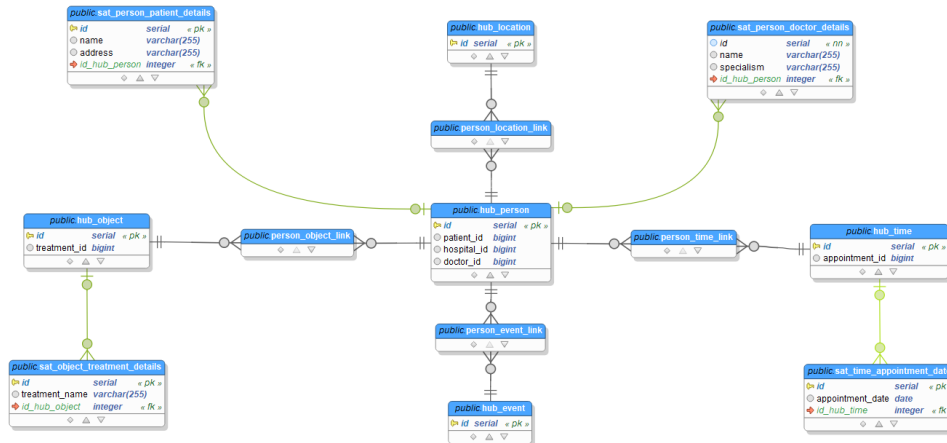 public.sat_person_patient_details
id serial « pk »
name varchar(255)
address varchar(255)
id_hub_person integer « fk »
public.hub_location
id serial « pk »
public.sat_person_doctor_details
id serial « nn »
name varchar(255)
specialism varchar(255)
id_hub_person integer « fk »
public.person_location_link
public.hub_object
id serial « pk »
treatment_id bigint
public.person_object_link
public.hub_person
id serial « pk »
patient_id bigint
hospital_id bigint
doctor_id bigint
public.person_time_link
public.hub_time
id serial « pk »
appointment_id bigint
public.person_event_link
public.sat_object_treatment_details
id serial « pk »
treatment_name varchar(255)
id_hub_object integer « fk »
public.hub_event
id serial « pk »
public.sat_time_appointment_date
id serial « pk
appointment_date date
id_hub_time integer « fk